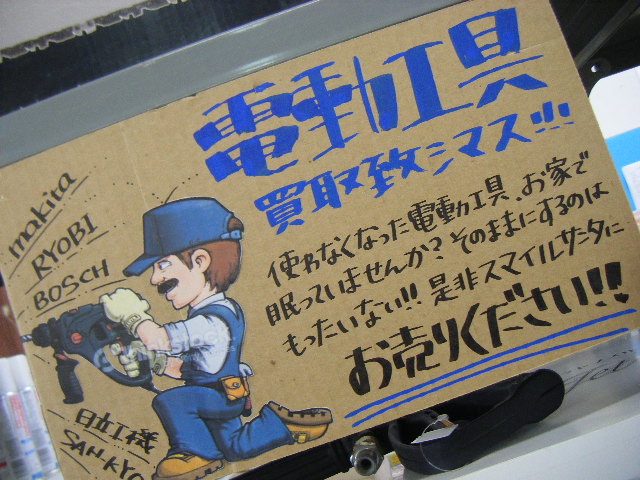 電動工具
買取致シマス!!!
使わなくなった電動工具、お家で
眠っていませんか?そのままにするのは
もったいない!!是非スマイルサンタに
お売りください!!!
makita
RYOBI
BOSCH
日立工機
SANKYO